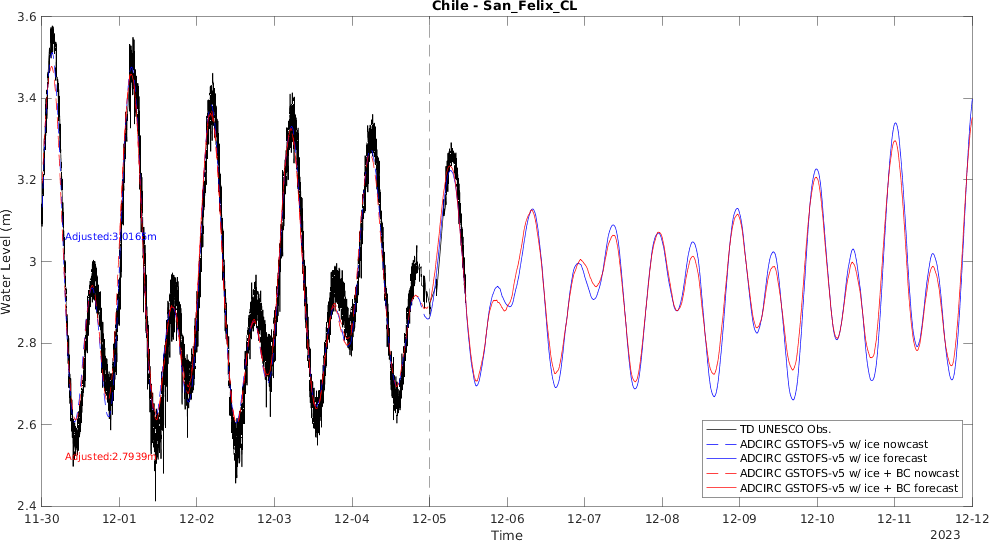 Chile - San_Felix_CL
3.6
3.4
3.2
3
2.8
2.6
2.4
Water Level (m)
Adjusted:3.0165m
Adjusted:2.7939m
TD UNESCO Obs.
ADCIRC GSTOFS-v5 w/ ice nowcast
ADCIRC GSTOFS-v5 w/ ice forecast
ADCIRC GSTOFS-v5 w/ ice + BC nowcast
ADCIRC GSTOFS-v5 w/ ice + BC forecast
11-30 12-01 12-02 12-03 12-04 12-05 12-06 12-07 12-08 12-09 12-10 12-11 12-12
Time
2023